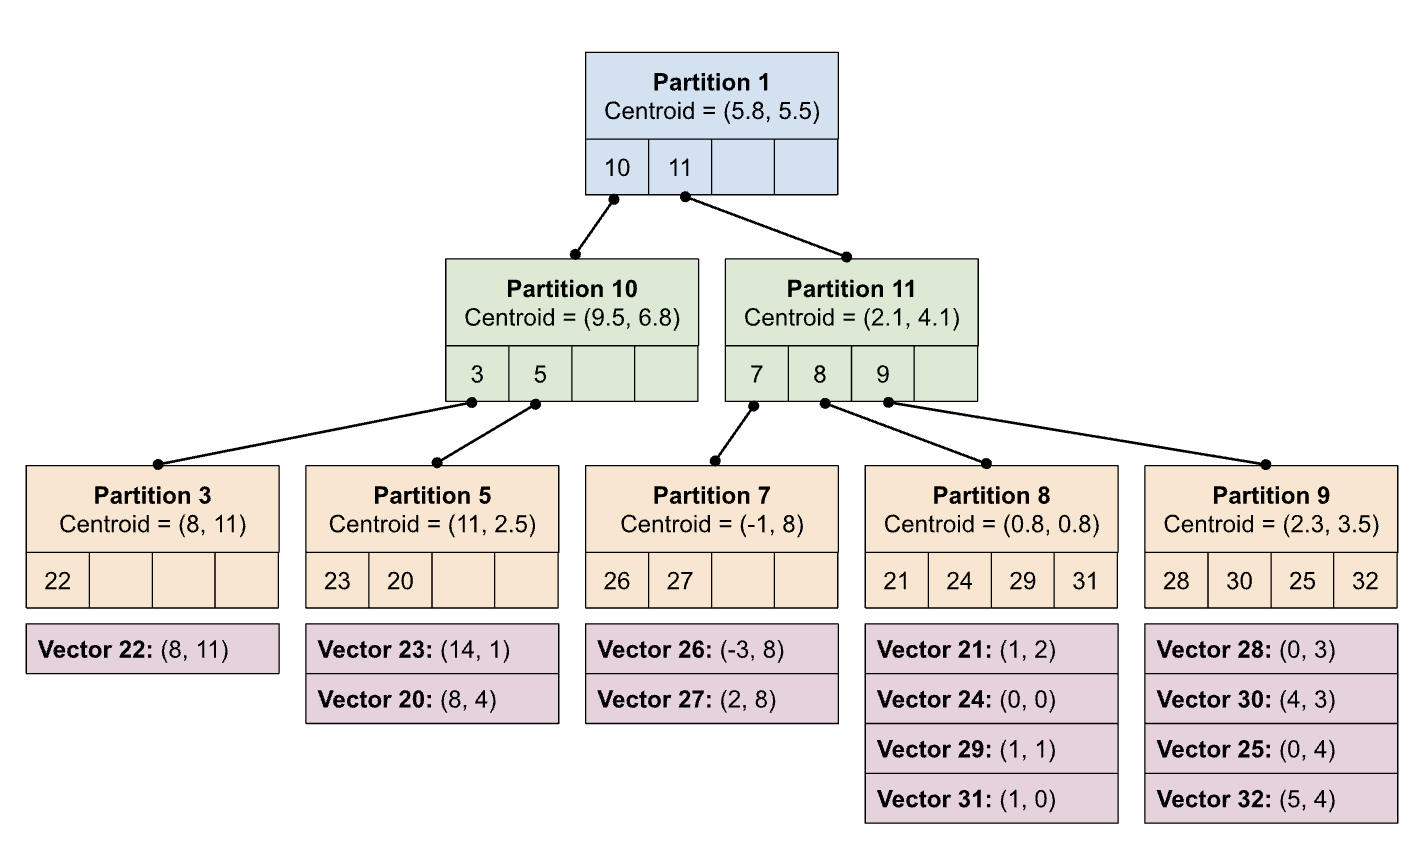 Partition 1
Centroid = (5.8, 5.5)
10 11
Partition 10
Centroid = (9.5, 6.8)
3 5
Partition 11
Centroid = (2.1, 4.1)
7 8 9
Partition 3
Centroid = (8, 11)
22
Vector 22: (8, 11)
Partition 5
Centroid = (11, 2.5)
23 20
Vector 23: (14, 1)
Vector 20: (8, 4)
Partition 7
Centroid = (-1, 8)
26 27
Vector 26: (-3, 8)
Vector 27: (2, 8)
Partition 8
Centroid = (0.8, 0.8)
21 24 29 31
Vector 21: (1, 2)
Vector 24: (0, 0)
Vector 29: (1, 1)
Vector 31: (1, 0)
Partition 9
Centroid = (2.3, 3.5)
28 30 25 32
Vector 28: (0, 3)
Vector 30: (4, 3)
Vector 25: (0, 4)
Vector 32: (5, 4)